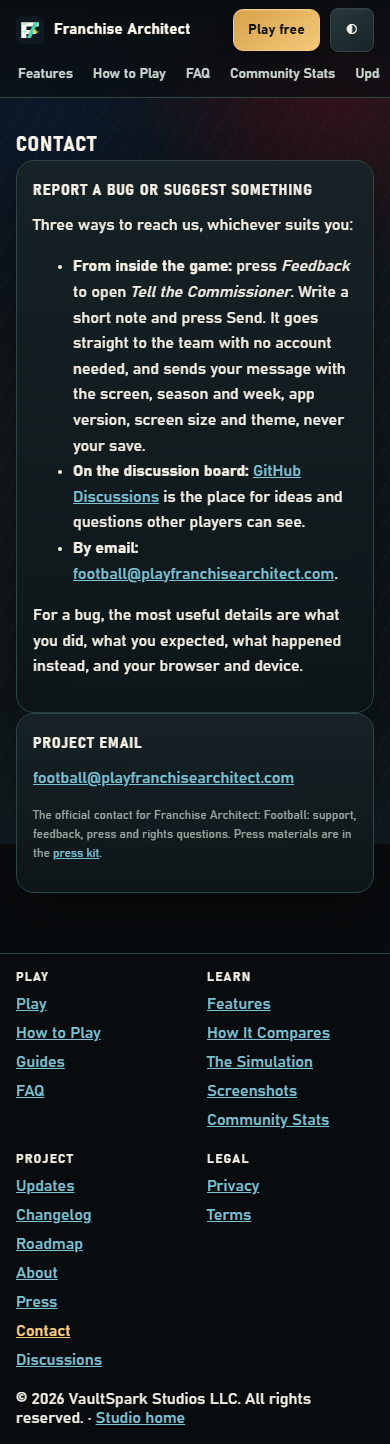 Franchise Architect
Play free
Features How to Play FAQ Community Stats Upd
CONTACT
REPORT A BUG OR SUGGEST SOMETHING
Three ways to reach us, whichever suits you:
• From inside the game: press Feedback
to open Tell the Commissioner. Write a
short note and press Send. It goes
straight to the team with no account
needed, and sends your message with
the screen, season and week, app
version, screen size and theme, never
your save.
• On the discussion board: GitHub
Discussions is the place for ideas and
questions other players can see.
• By email:
football@playfranchisearchitect.com.
For a bug, the most useful details are what
you did, what you expected, what happened
instead, and your browser and device.
PROJECT EMAIL
football@playfranchisearchitect.com
The official contact for Franchise Architect: Football: support,
feedback, press and rights questions. Press materials are in
the press kit.
PLAY
Play
How to Play
Guides
FAQ
LEARN
Features
How It Compares
The Simulation
Screenshots
Community Stats
PROJECT
Updates
Changelog
Roadmap
About
Press
Contact
Discussions
LEGAL
Privacy
Terms
© 2026 VaultSpark Studios LLC. All rights
reserved. · Studio home